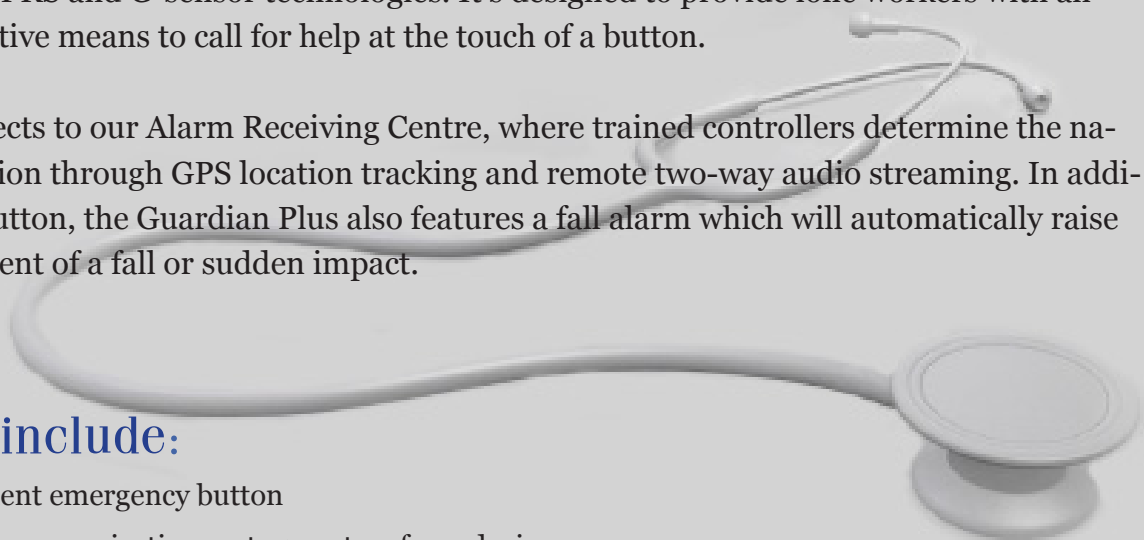 and G-sensor technologies. It's designed to provide lone workers with an
tive means to call for help at the touch of a button.
ects to our Alarm Receiving Centre, where trained controllers determine the na-
ion through GPS location tracking and remote two-way audio streaming. In addi-
utton, the Guardian Plus also features a fall alarm which will automatically raise
ent of a fall or sudden impact.
include:
ent emergency button